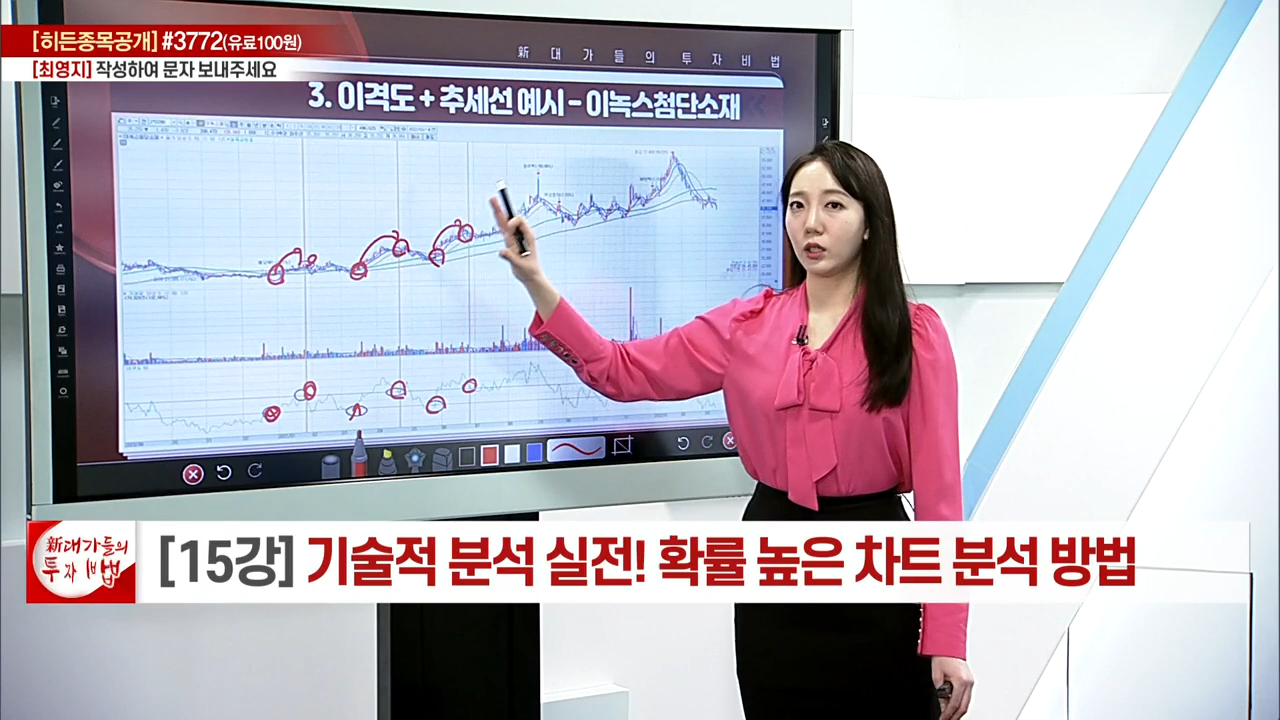 [히든종목공개] #3772(유료100원)
[최영지] 작성하여 문자 보내주세요
新 대 가 들 의 투 자 비 법
3. 이격도 + 추세선 예시 - 이녹스첨단소재
新대가들의
투자비법
[15강] 기술적 분석 실전! 확률 높은 차트 분석 방법